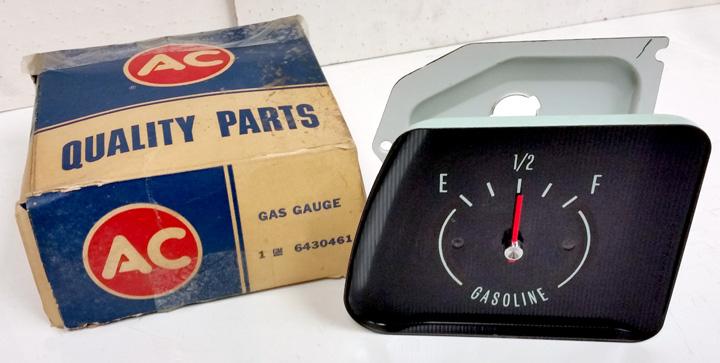 AC
QUALITY PARTS
AC
GAS GAUGE
1 GM 6430461
1/2
E F
GASOLINE